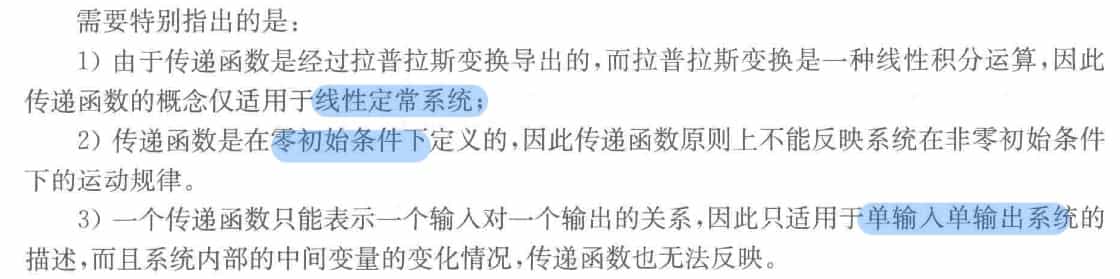 需要特别指出的是：
1）由于传递函数是经过拉普拉斯变换导出的，而拉普拉斯变换是一种线性积分运算，因此
传递函数的概念仅适用于线性定常系统；
2）传递函数是在零初始条件下定义的，因此传递函数原则上不能反映系统在非零初始条件
下的运动规律。
3）一个传递函数只能表示一个输入对一个输出的关系，因此只适用于单输入单输出系统的
描述，而且系统内部的中间变量的变化情况，传递函数也无法反映。